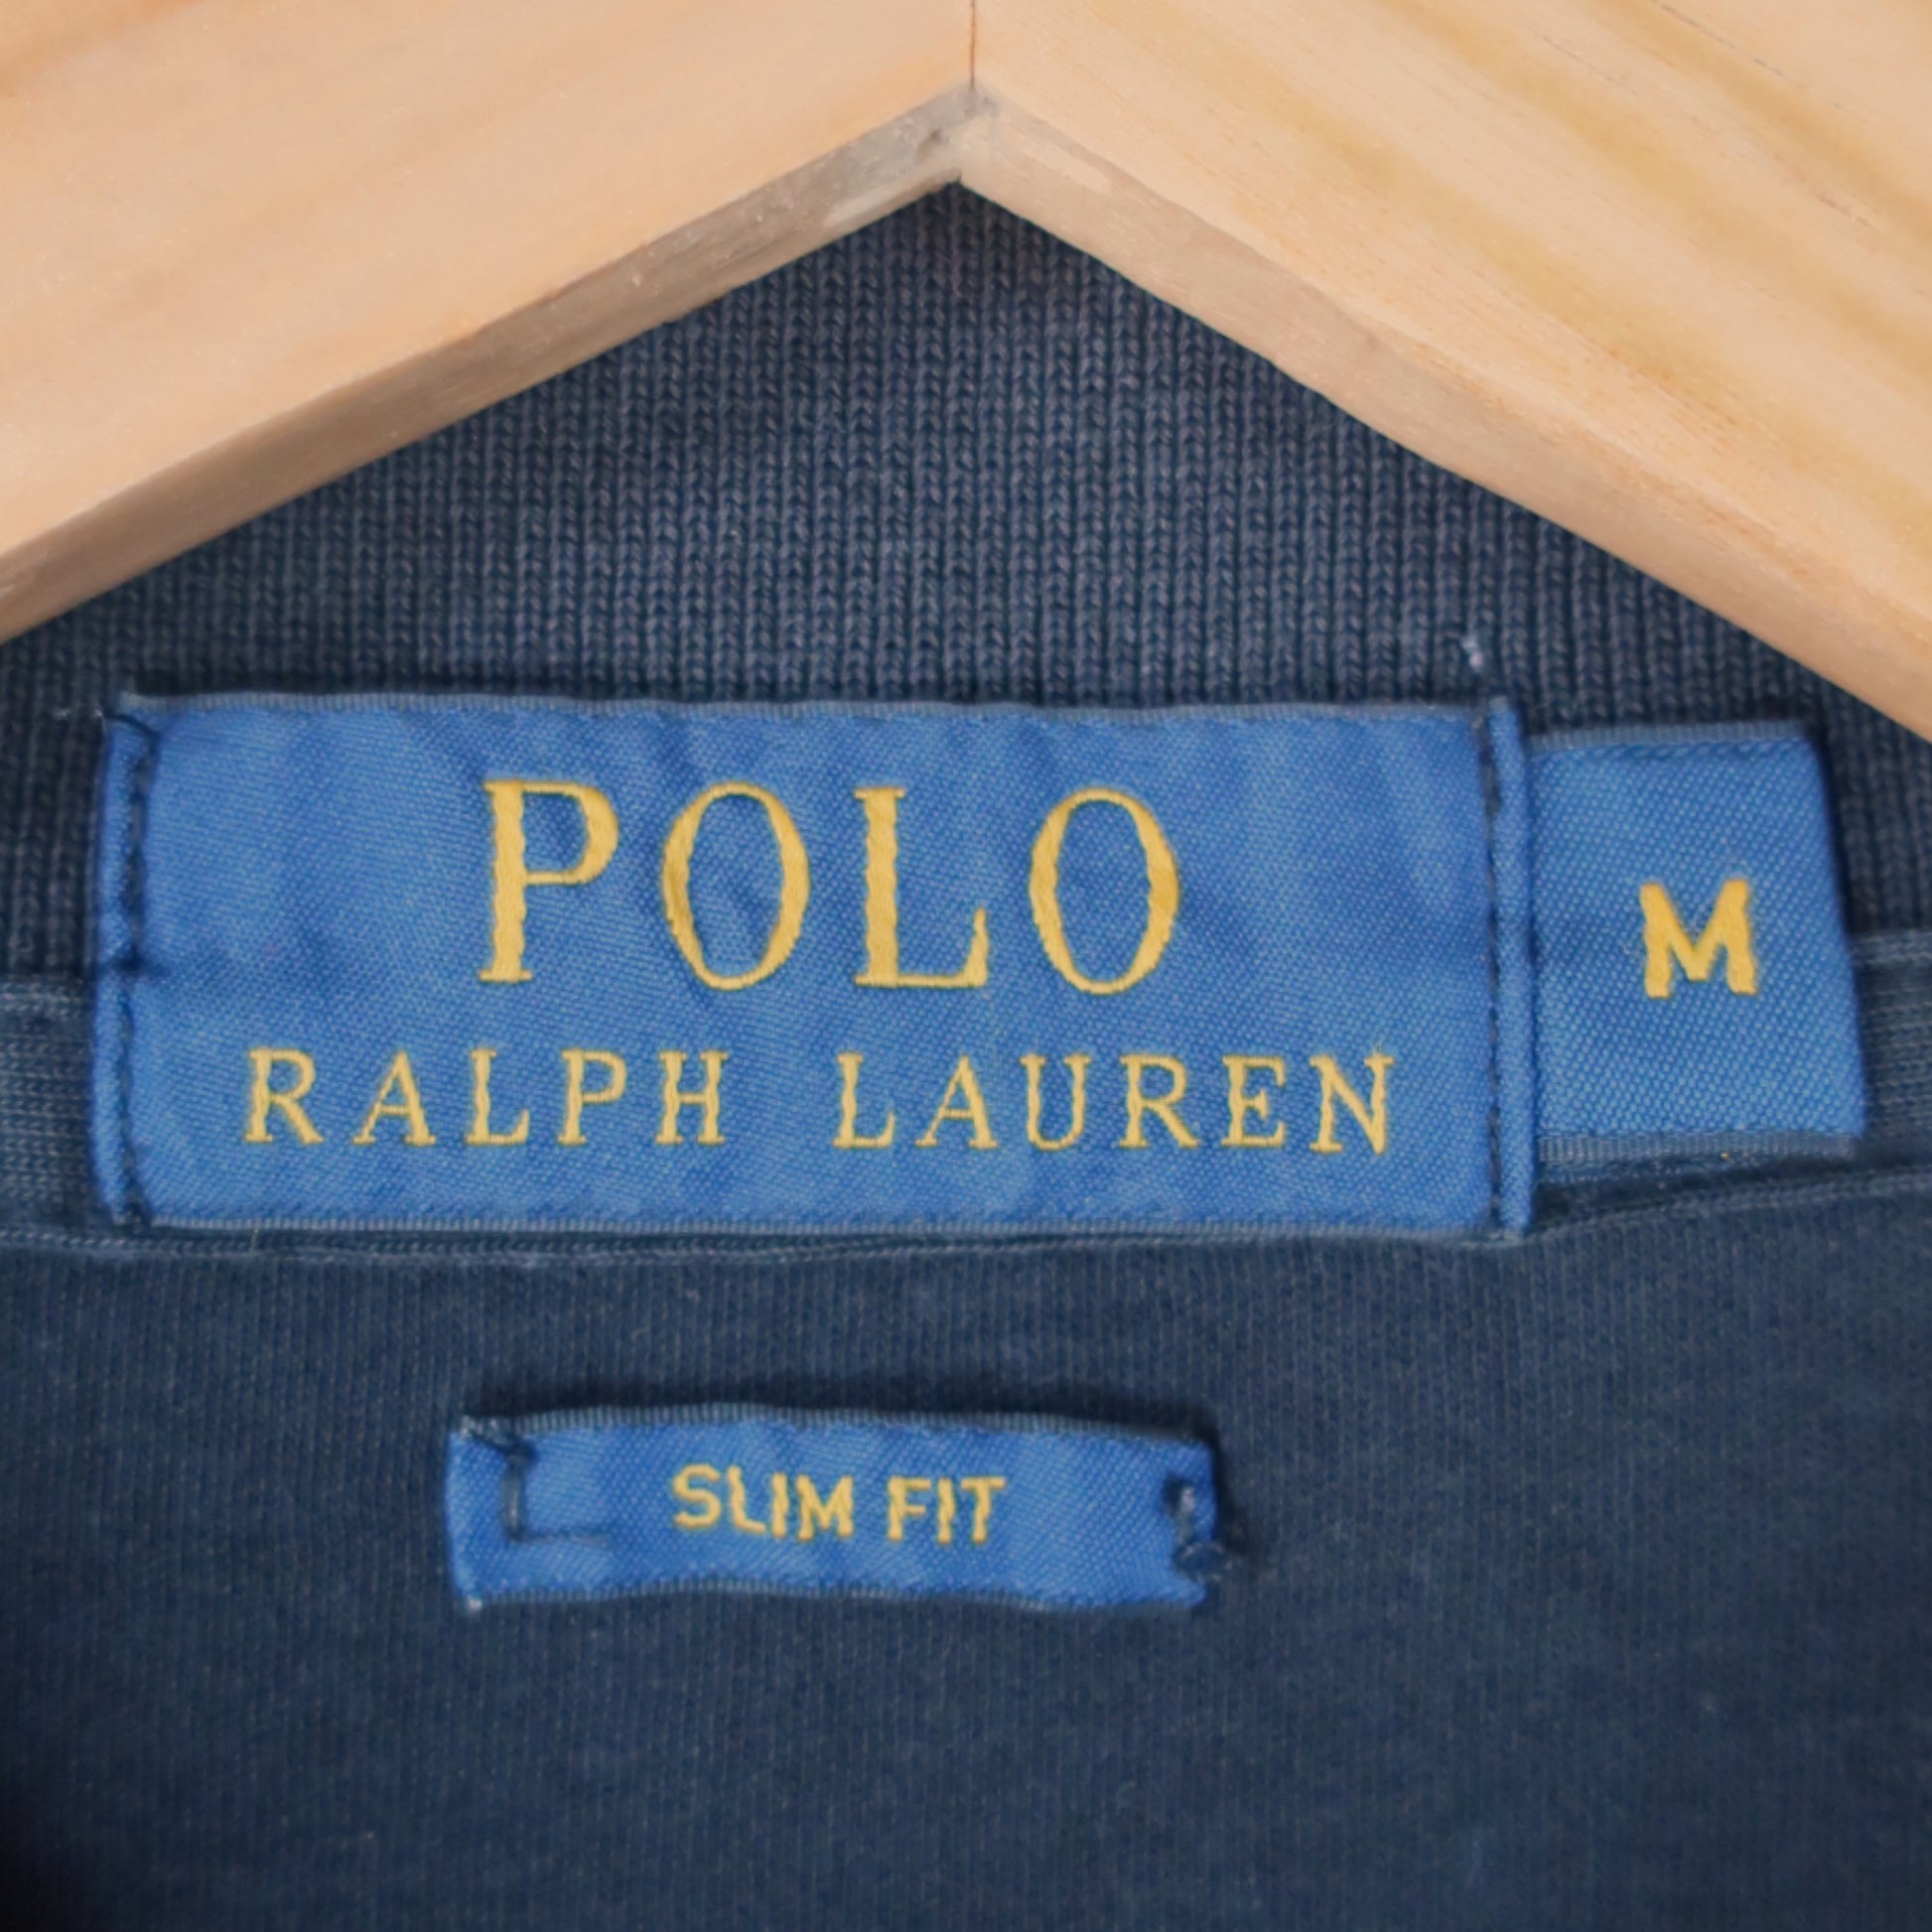 POLO
RALPH LAUREN
M
SLIM FIT